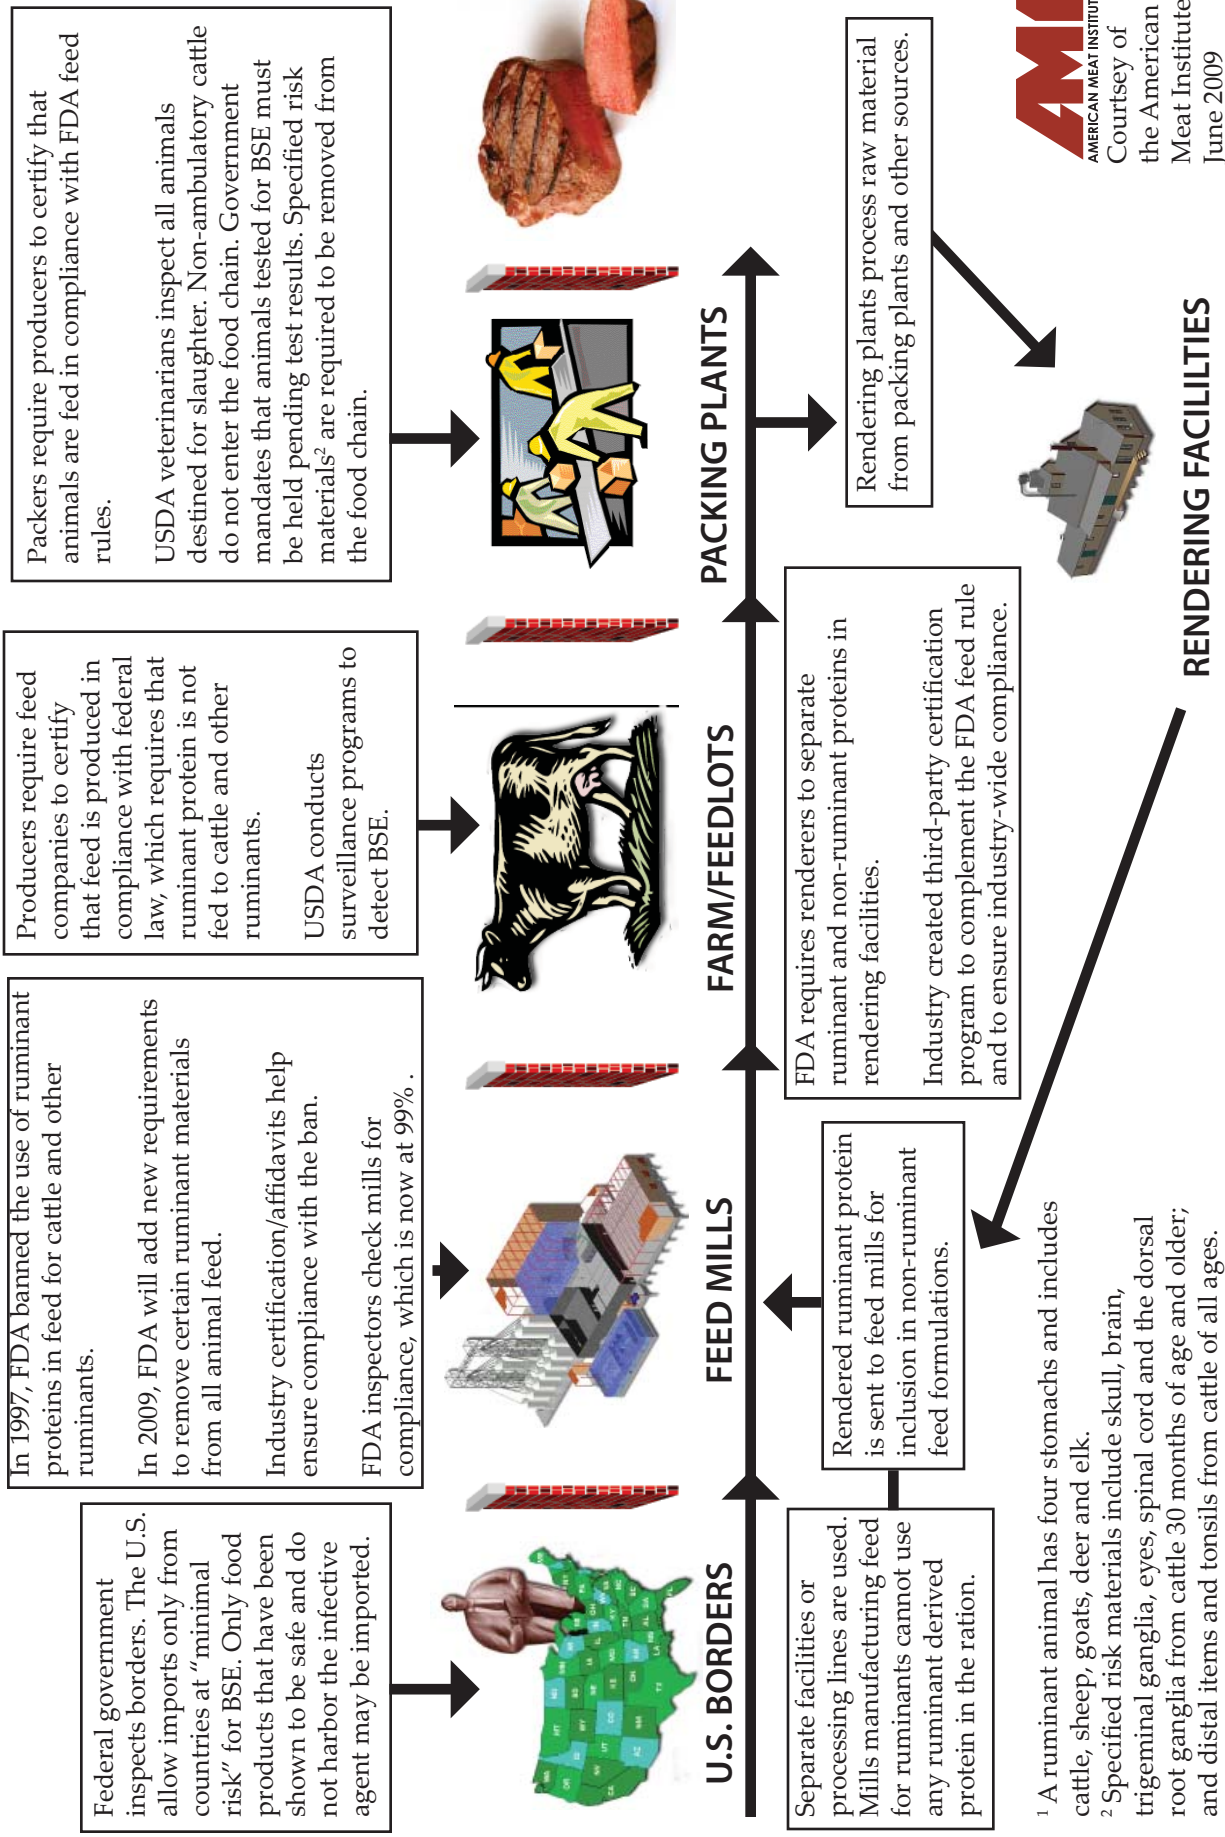 Federal government
inspects borders. The U.S.
allow imports only from
countries at “minimal
risk” for BSE. Only food
products that have been
shown to be safe and do
not harbor the infective
agent may be imported.
In 1997, FDA banned the use of ruminant
proteins in feed for cattle and other
ruminants.
In 2009, FDA will add new requirements
to remove certain ruminant materials
from all animal feed.
Industry certification/affidavits help
ensure compliance with the ban.
FDA inspectors check mills for
compliance, which is now at 99% .
Producers require feed
companies to certify
that feed is produced in
compliance with federal
law, which requires that
ruminant protein is not
fed to cattle and other
ruminants.
USDA conducts
surveillance programs to
detect BSE.
Packers require producers to certify that
animals are fed in compliance with FDA feed
rules.
USDA veterinarians inspect all animals
destined for slaughter. Non-ambulatory cattle
do not enter the food chain. Government
mandates that animals tested for BSE must
be held pending test results. Specified risk
materials² are required to be removed from
the food chain.
U.S. BORDERS
FEED MILLS
FARM/FEEDLOTS
PACKING PLANTS
Separate facilities or
processing lines are used.
Mills manufacturing feed
for ruminants cannot use
any ruminant derived
protein in the ration.
Rendered ruminant protein
is sent to feed mills for
inclusion in non-ruminant
feed formulations.
FDA requires renderers to separate
ruminant and non-ruminant proteins in
rendering facilities.
Industry created third-party certification
program to complement the FDA feed rule
and to ensure industry-wide compliance.
Rendering plants process raw material
from packing plants and other sources.
RENDERING FACILILTIES
¹ A ruminant animal has four stomachs and includes
cattle, sheep, goats, deer and elk.
² Specified risk materials include skull, brain,
trigeminal ganglia, eyes, spinal cord and the dorsal
root ganglia from cattle 30 months of age and older;
and distal items and tonsils from cattle of all ages.
AMI
AMERICAN MEAT INSTITUT
Courtsey of
the American
Meat Institute
June 2009